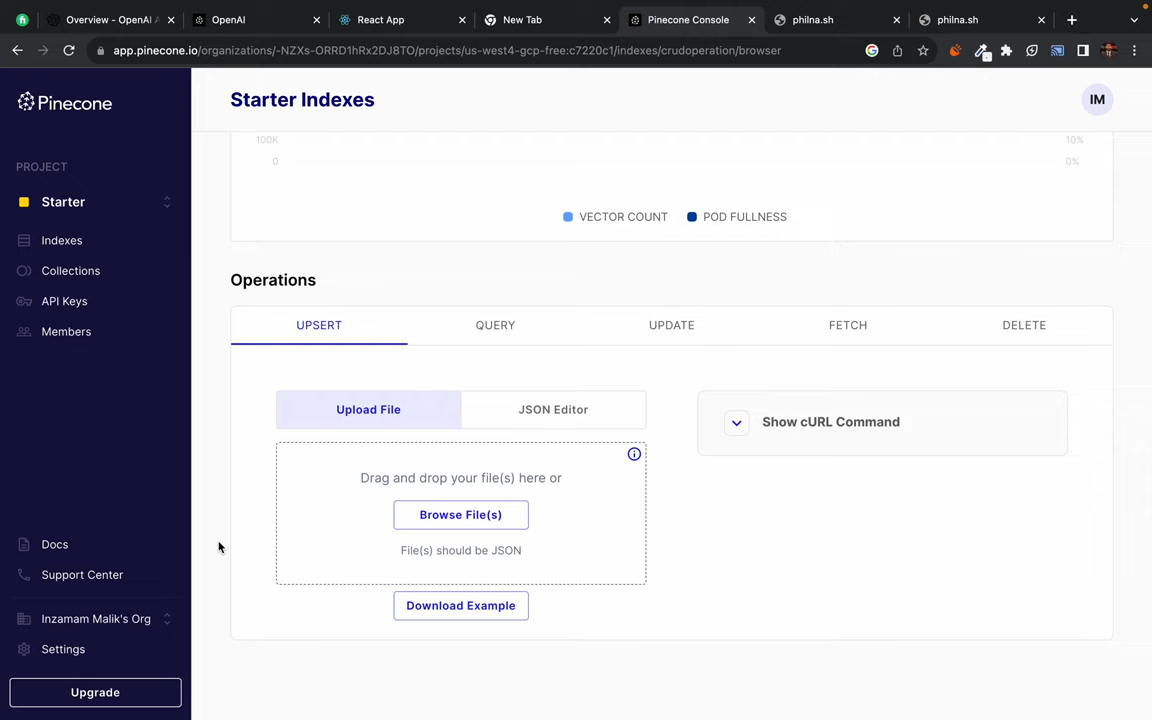 Overview - OpenAI A
OpenAI
React App
New Tab
Pinecone Console
philna.sh
philna.sh
app.pinecone.io/organizations/-NZXs-ORRD1hRx2DJ8TO/projects/us-west4-gcp-free:c7220c1/indexes/crudoperation/browser
Pinecone
PROJECT
Starter
Indexes
Collections
API Keys
Members
Docs
Support Center
Inzamam Malik's Org
Settings
Upgrade
Starter Indexes
IM
100K
10%
0
0%
VECTOR COUNT
POD FULLNESS
Operations
UPSERT
QUERY
UPDATE
FETCH
DELETE
Upload File
JSON Editor
Show cURL Command
Drag and drop your file(s) here or
Browse File(s)
File(s) should be JSON
Download Example